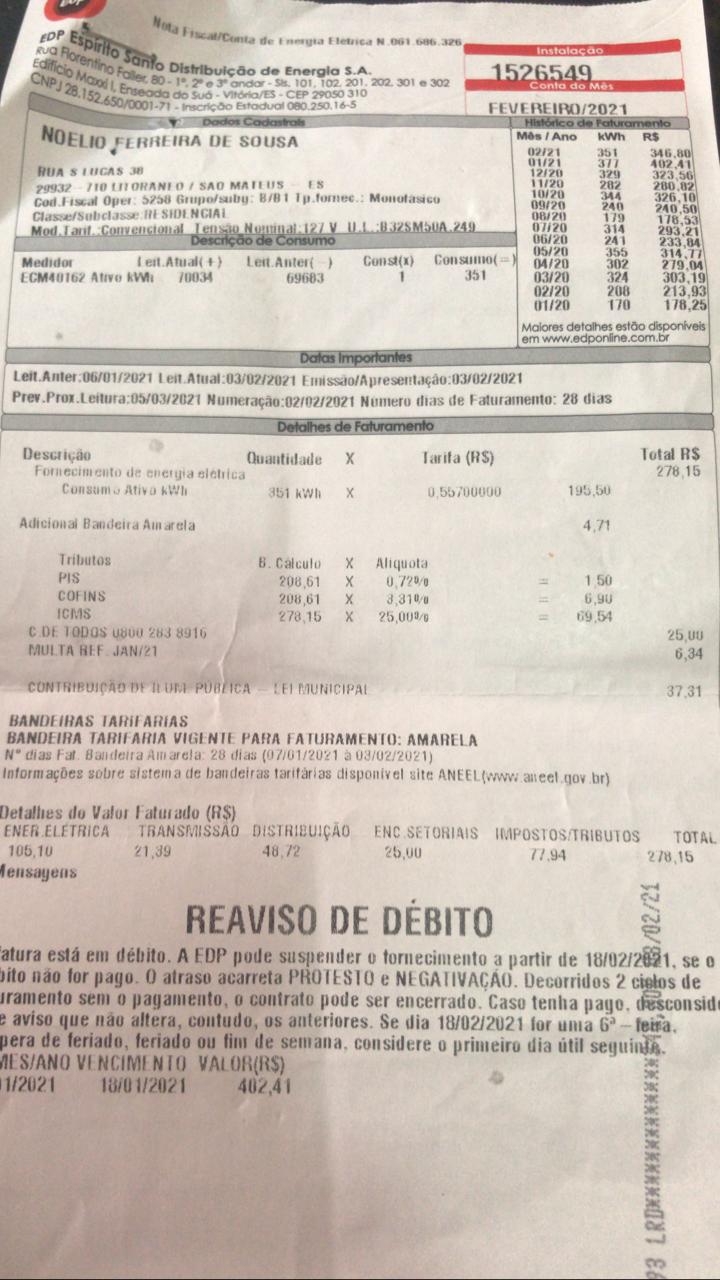 EDP
Nota Fiscal/Conta de Energia Elétrica N.061.686.326
EDP Espírito Santo Distribuição de Energia S.A.
Rua Florentino Faller, 80 - 1º, 2º e 3º andar - Sls. 101, 102, 201, 202, 301 e 302
Edifício Maxxi I, Enseada do Suá - Vitória/ES - CEP 29050 310
CNPJ 28.152.650/0001-71 - Inscrição Estadual 080.250.16-5
Instalação
1526549
Conta do Mês
FEVEREIRO/2021
Dados Cadastrais
NOELIO FERREIRA DE SOUSA
RUA S LUCAS 38
29932 - 710 LITORANEO / SAO MATEUS - ES
Cod.Fiscal Oper: 5258 Grupo/subg: B/B1 Tp.fornec.: Monofásico
Classe/Subclasse:RESIDENCIAL
Mod.Tarif.:Convencional Tensão Nominal:127 V U.L.:B32SM50A.249
Histórico de Faturamento
Mês / Ano kWh R$
02/21 351 346,80
01/21 377 402,41
12/20 329 323,56
11/20 282 280,82
10/20 344 326,10
09/20 240 240,50
08/20 179 178,53
07/20 314 293,21
06/20 241 233,84
05/20 355 314,77
04/20 302 279,04
03/20 324 303,19
02/20 208 213,93
01/20 170 178,25
Maiores detalhes estão disponíveis
em www.edponline.com.br
Descrição de Consumo
Medidor Leit.Atual(+) Leit.Anter(-) Const(x) Consumo(=)
ECM40162 Ativo kWh 70034 69683 1 351
Datas Importantes
Leit.Anter:06/01/2021 Leit.Atual:03/02/2021 Emissão/Apresentação:03/02/2021
Prev.Prox.Leitura:05/03/2021 Numeração:02/02/2021 Numero dias de Faturamento: 28 dias
Detalhes de Faturamento
Descrição Quantidade X Tarifa (R$) Total R$
Fornecimento de energia elétrica 278,15
Consumo Ativo kWh 351 kWh X 0,55700000 195,50
Adicional Bandeira Amarela 4,71
Tributos B. Cálculo X Alíquota
PIS 208,61 X 0,72% = 1,50
COFINS 208,61 X 3,31% = 6,90
ICMS 278,15 X 25,00% = 69,54
C.DE TODOS 0800 283 8916 25,00
MULTA REF. JAN/21 6,34
CONTRIBUIÇÃO DE ILUM. PÚBLICA - LEI MUNICIPAL 37,31
BANDEIRAS TARIFÁRIAS
BANDEIRA TARIFARIA VIGENTE PARA FATURAMENTO: AMARELA
Nº dias Fat. Bandeira Amarela: 28 dias (07/01/2021 à 03/02/2021)
Informações sobre sistema de bandeiras tarifárias disponível site ANEEL(www.aneel.gov.br)
Detalhes do Valor Faturado (R$)
ENER.ELÉTRICA TRANSMISSÃO DISTRIBUIÇÃO ENC.SETORIAIS IMPOSTOS/TRIBUTOS TOTAL
105,10 21,39 48,72 25,00 77,94 278,15
Mensagens
REAVISO DE DÉBITO
fatura está em débito. A EDP pode suspender o fornecimento a partir de 18/02/2021, se o
bito não for pago. O atraso acarreta PROTESTO e NEGATIVAÇÃO. Decorridos 2 ciclos de
uramento sem o pagamento, o contrato pode ser encerrado. Caso tenha pago, desconside
e aviso que não altera, contudo, os anteriores. Se dia 18/02/2021 for uma 6ª - feira,
pera de feriado, feriado ou fim de semana, considere o primeiro dia útil seguinte.
MES/ANO VENCIMENTO VALOR(R$)
01/2021 18/01/2021 402,41